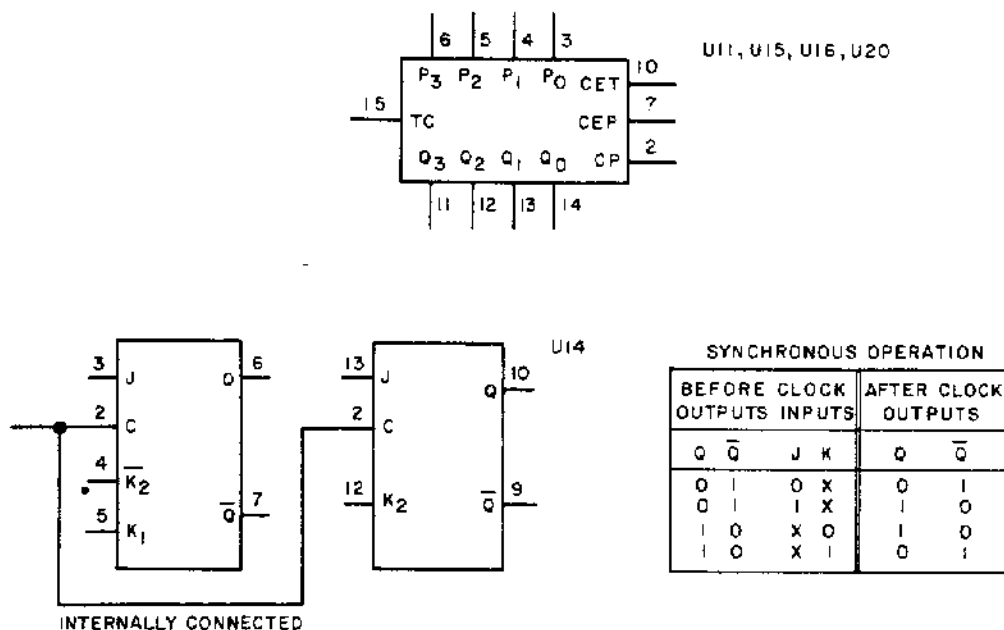 6 5 4 3
U11, U15, U16, U20
P3 P2 P1 P0 CET 10
15 TC CEP 7
Q3 Q2 Q1 Q0 CP 2
11 12 13 14
U14
3 J Q 6
2 C
4 K̅2
5 K1 Q̅ 7
13 J Q 10
2 C
12 K2 Q̅ 9
INTERNALLY CONNECTED
SYNCHRONOUS OPERATION
BEFORE CLOCK AFTER CLOCK
OUTPUTS INPUTS OUTPUTS
Q Q̅ J K Q Q̅
0 1 0 X 0 1
0 1 1 X 1 0
1 0 X 0 1 0
1 0 X 1 0 1